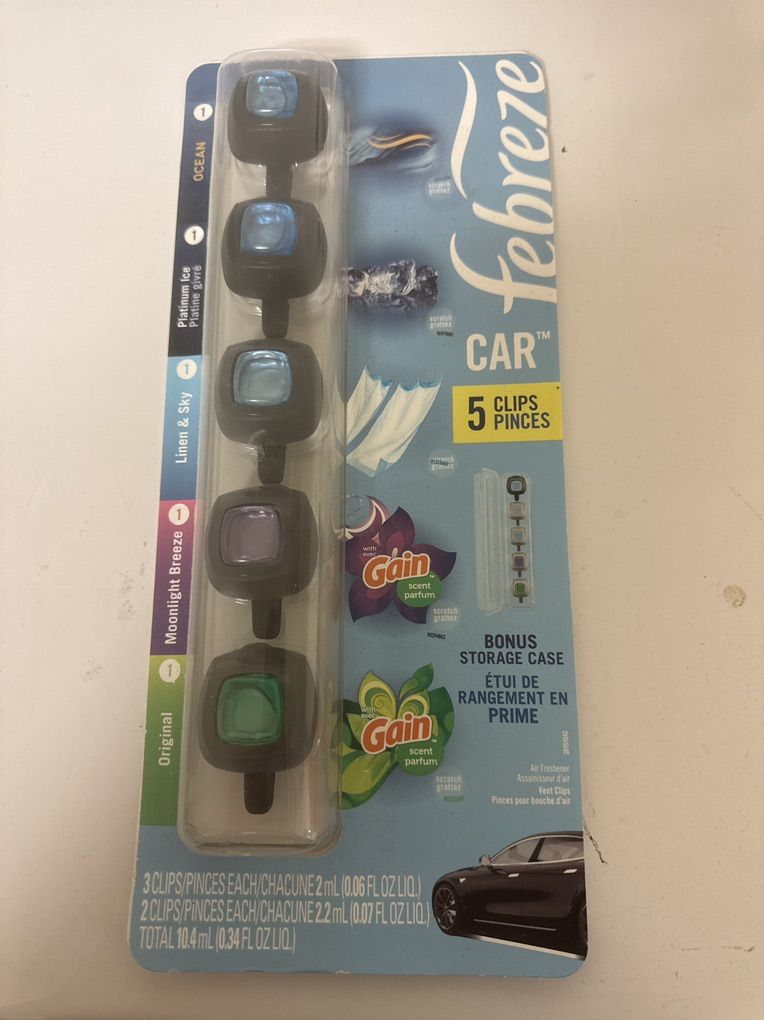 febreze
CAR™
5 CLIPS
PINCES
OCEAN 1
Platinum Ice 1
Platine givré
Linen & Sky 1
Moonlight Breeze 1
Original 1
scratch
grattez
scratch
grattez
scratch
grattez
with
avec
Gain
scent
parfum
scratch
grattez
with
avec
Gain
scent
parfum
scratch
grattez
BONUS
STORAGE CASE
ÉTUI DE
RANGEMENT EN
PRIME
Air Freshener
Assainisseur d'air
Vent Clips
Pinces pour bouche d'air
3 CLIPS/PINCES EACH/CHACUNE 2 mL (0.06 FL OZ LIQ.)
2 CLIPS/PINCES EACH/CHACUNE 2.2 mL (0.07 FL OZ LIQ.)
TOTAL 10.4 mL (0.34 FL OZ LIQ.)